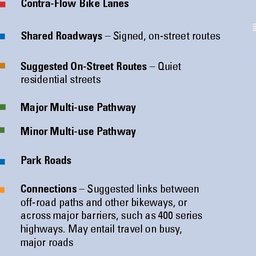 Contra-Flow Bike Lanes
Shared Roadways – Signed, on-street routes
Suggested On-Street Routes – Quiet
residential streets
Major Multi-use Pathway
Minor Multi-use Pathway
Park Roads
Connections – Suggested links between
off-road paths and other bikeways, or
across major barriers, such as 400 series
highways. May entail travel on busy,
major roads